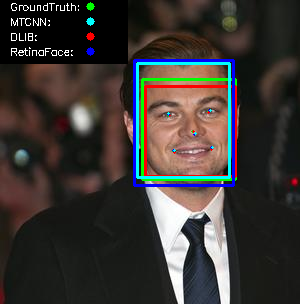 GroundTruth:
MTCNN:
DLIB:
RetinaFace: